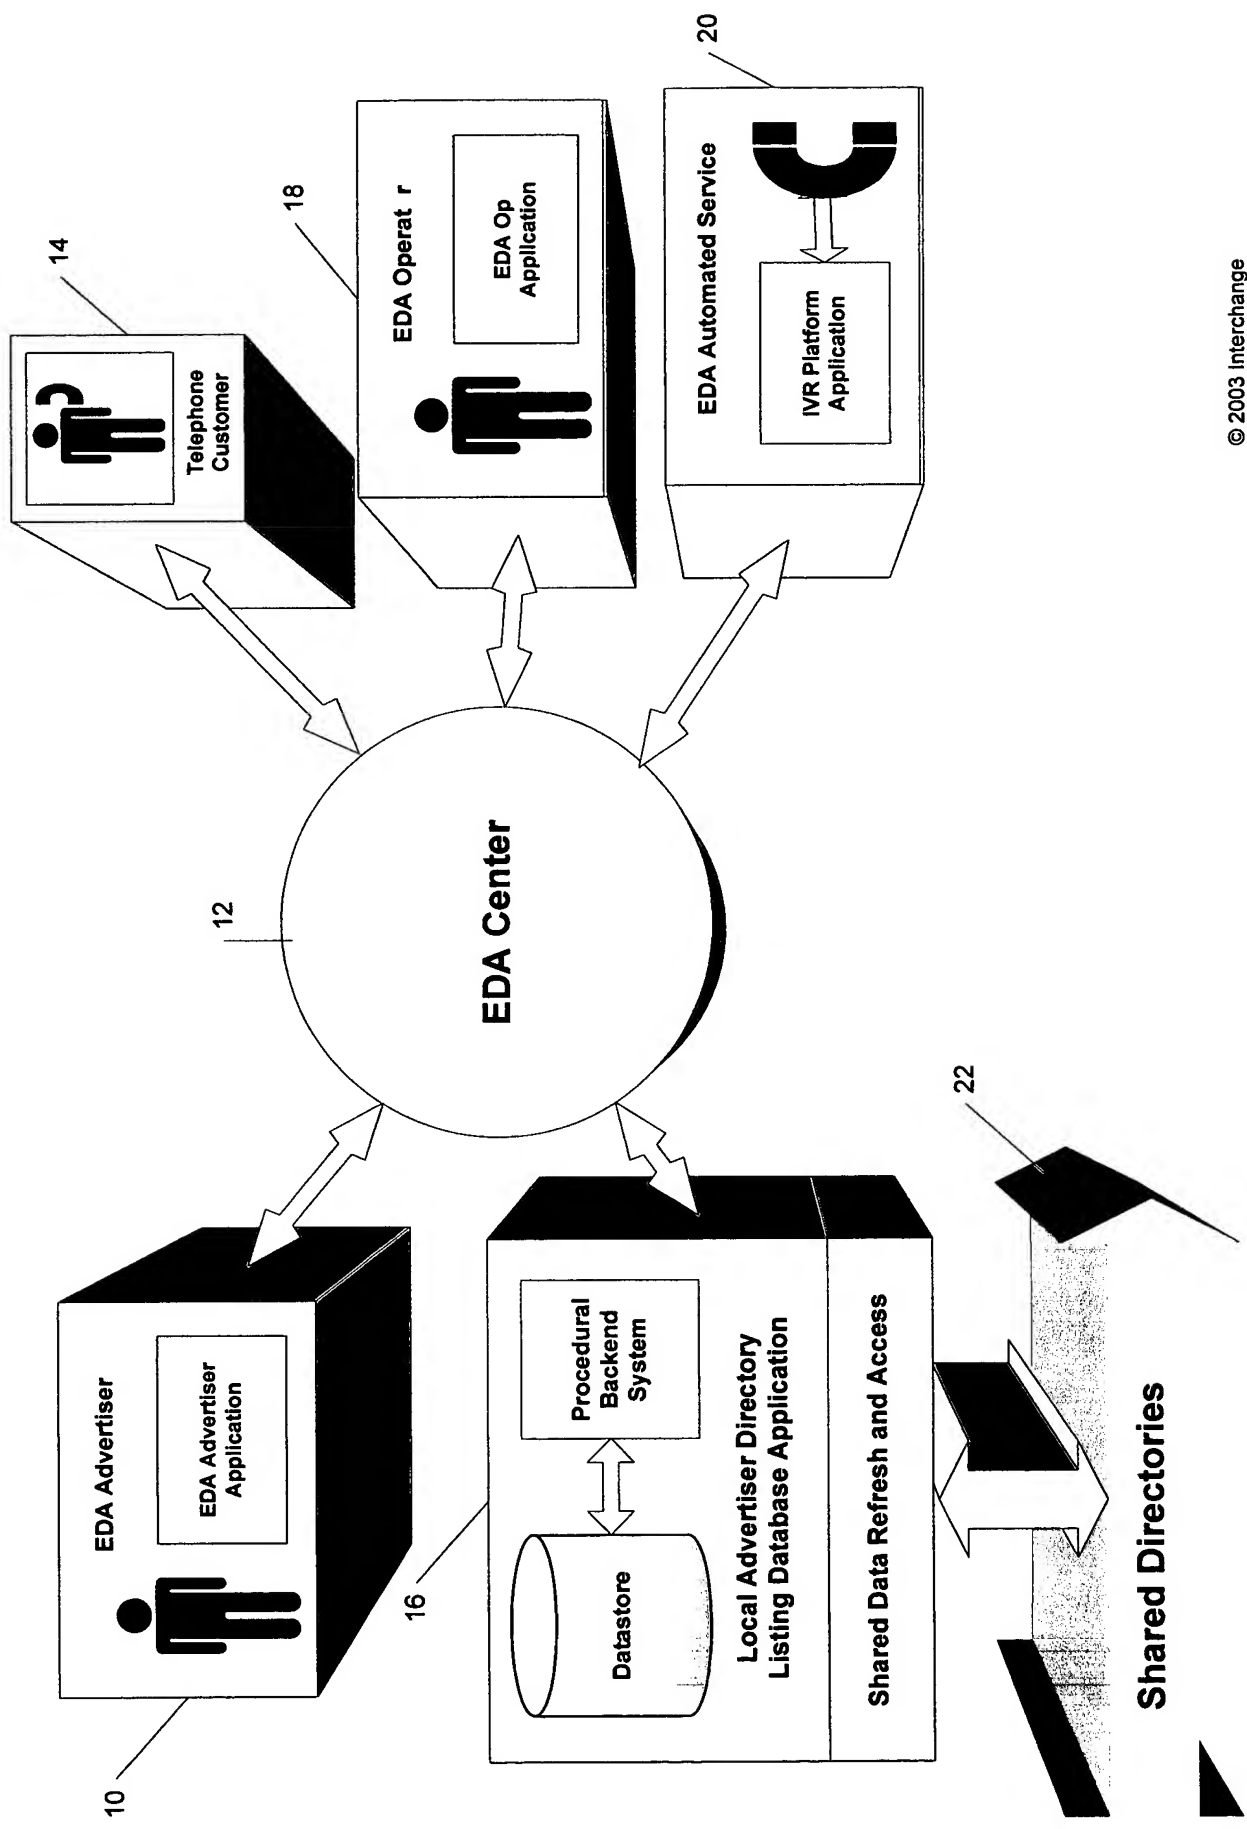 10
EDA Advertiser
EDA Advertiser
Application
12
EDA Center
14
Telephone
Customer
16
Datastore
Procedural
Backend
System
Local Advertiser Directory
Listing Database Application
Shared Data Refresh and Access
18
EDA Operat r
EDA Op
Application
20
EDA Automated Service
IVR Platform
Application
22
Shared Directories
© 2003 Interchange